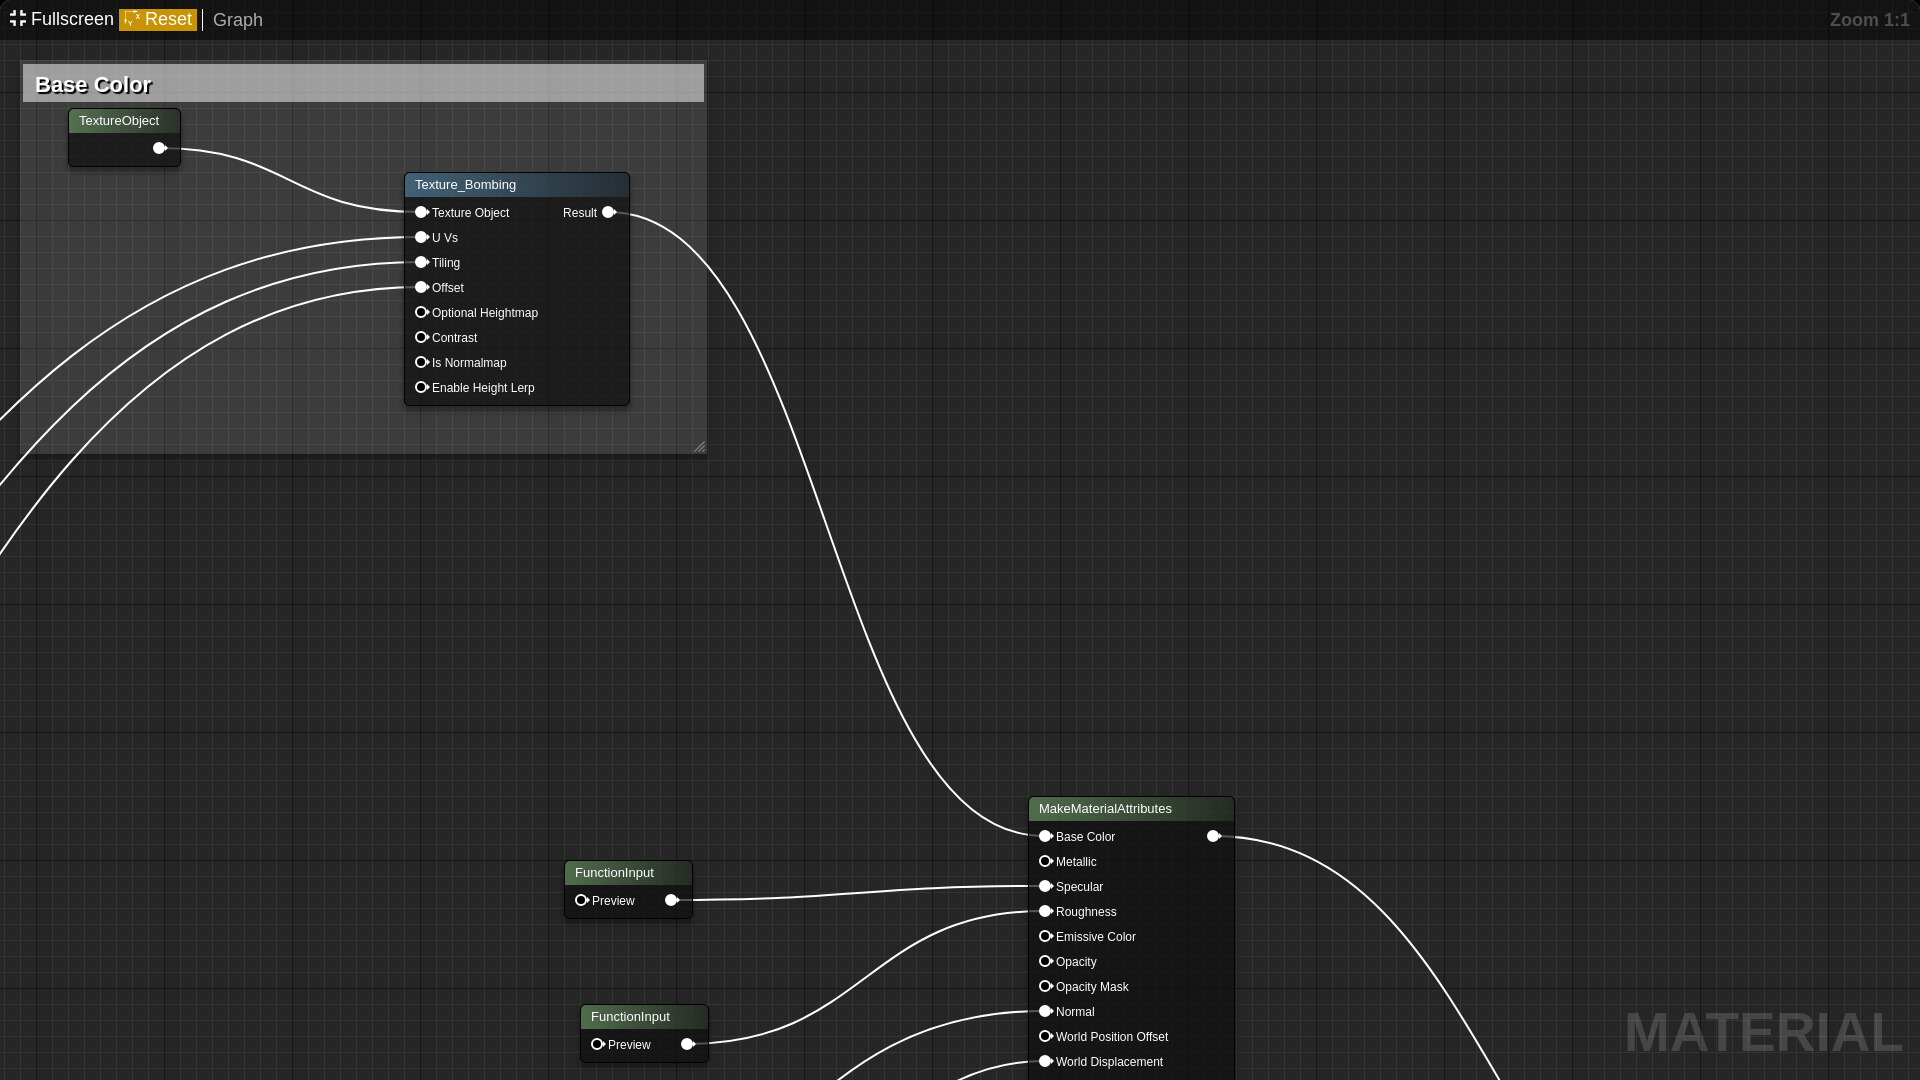 Fullscreen Reset Graph Zoom 1:1
Base Color
TextureObject
Texture_Bombing
Texture Object Result
U Vs
Tiling
Offset
Optional Heightmap
Contrast
Is Normalmap
Enable Height Lerp
MakeMaterialAttributes
Base Color
Metallic
Specular
Roughness
Emissive Color
Opacity
Opacity Mask
Normal
World Position Offset
World Displacement
FunctionInput
Preview
FunctionInput
Preview
MATERIAL